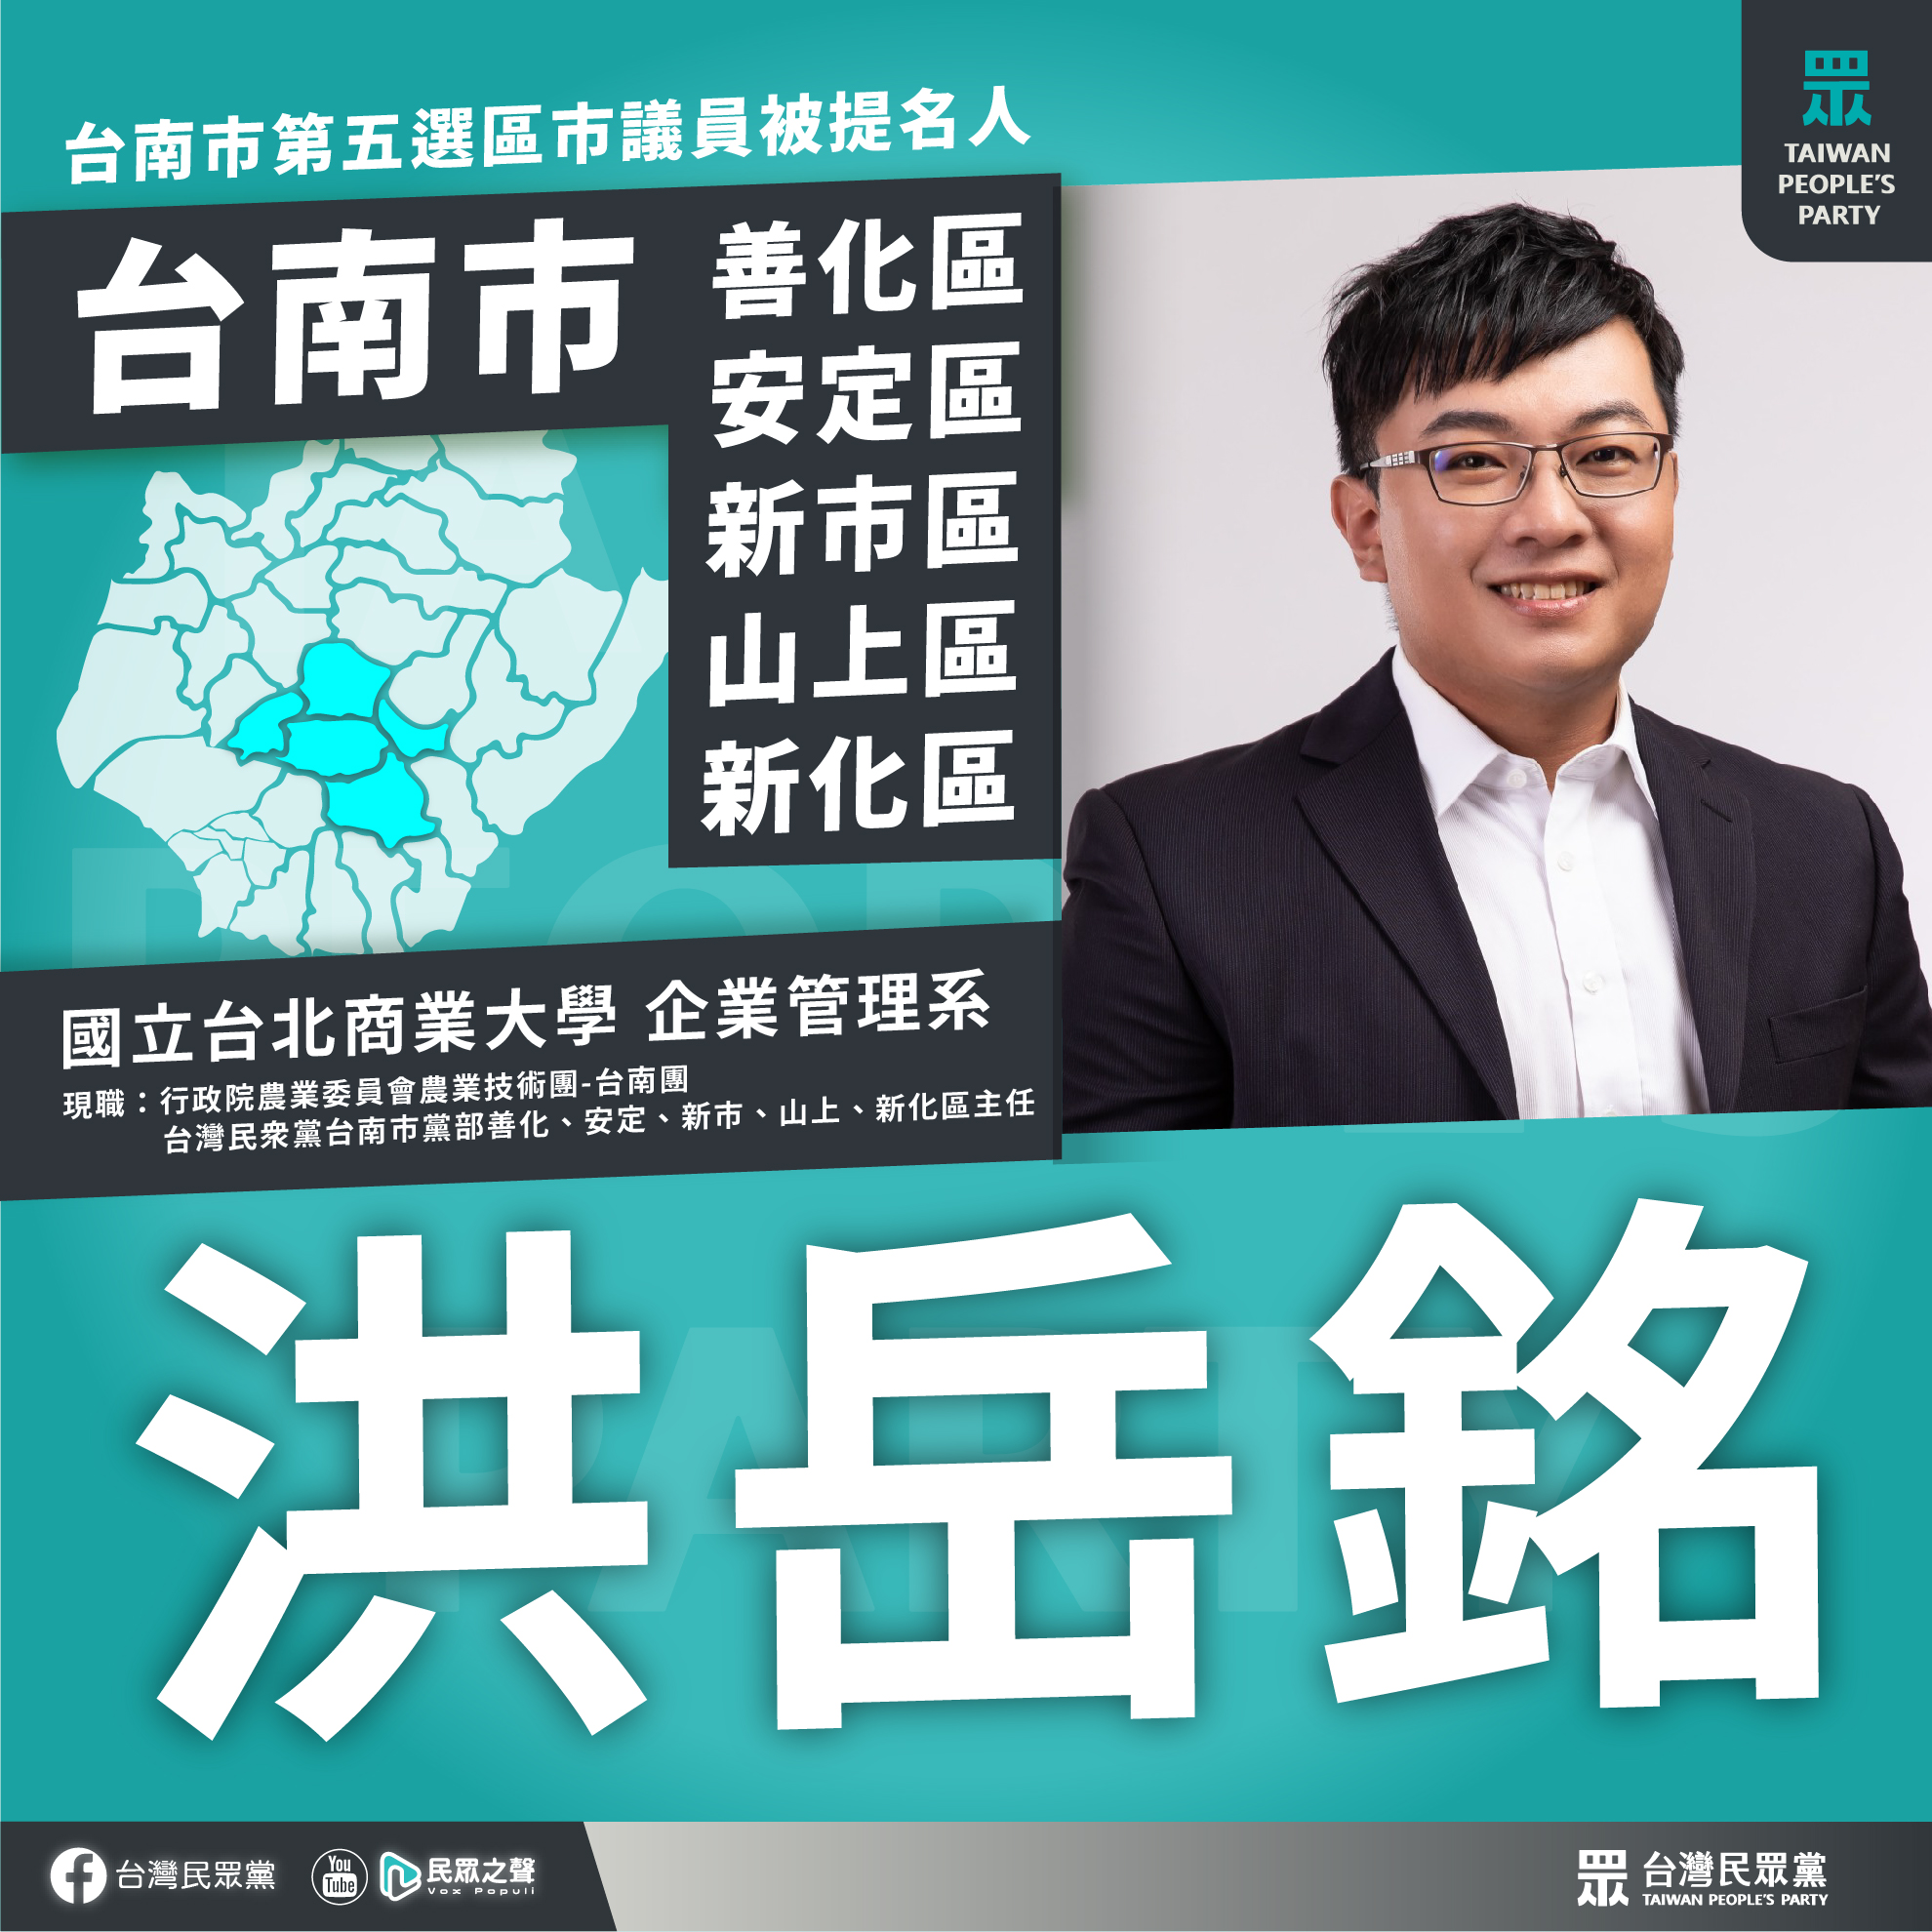 台南市第五選區市議員被提名人
眾
TAIWAN
PEOPLE'S
PARTY
台南市
善化區
安定區
新市區
山上區
新化區
國立台北商業大學 企業管理系
現職：行政院農業委員會農業技術團-台南團
台灣民眾黨台南市黨部善化、安定、新市、山上、新化區主任
PARTY
洪岳銘
f 台灣民眾黨
You
Tube
民眾之聲
Vox Populi
眾 台灣民眾黨
TAIWAN PEOPLE'S PARTY